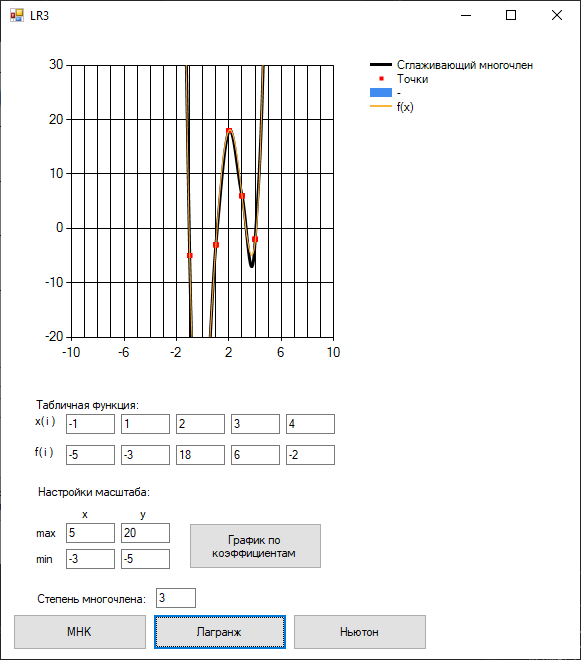 LR3
Сглаживающий многочлен
Точки
-
f(x)
30
20
10
0
-10
-20
-10 -6 -2 2 6 10
Табличная функция:
x(i) -1 1 2 3 4
f(i) -5 -3 18 6 -2
Настройки масштаба:
x y
max 5 20
min -3 -5
График по
коэффициентам
Степень многочлена: 3
МНК Лагранж Ньютон